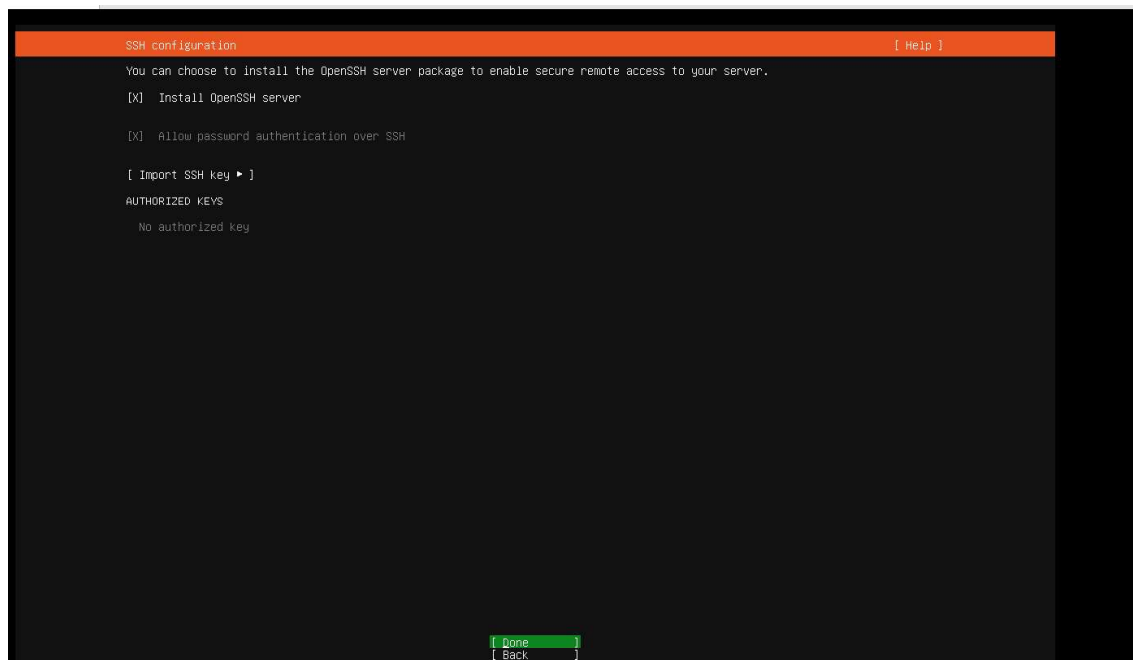 SSH configuration [ Help ]
You can choose to install the OpenSSH server package to enable secure remote access to your server.
[X] Install OpenSSH server
[X] Allow password authentication over SSH
[ Import SSH key ► ]
AUTHORIZED KEYS
No authorized key
[ Done ]
[ Back ]